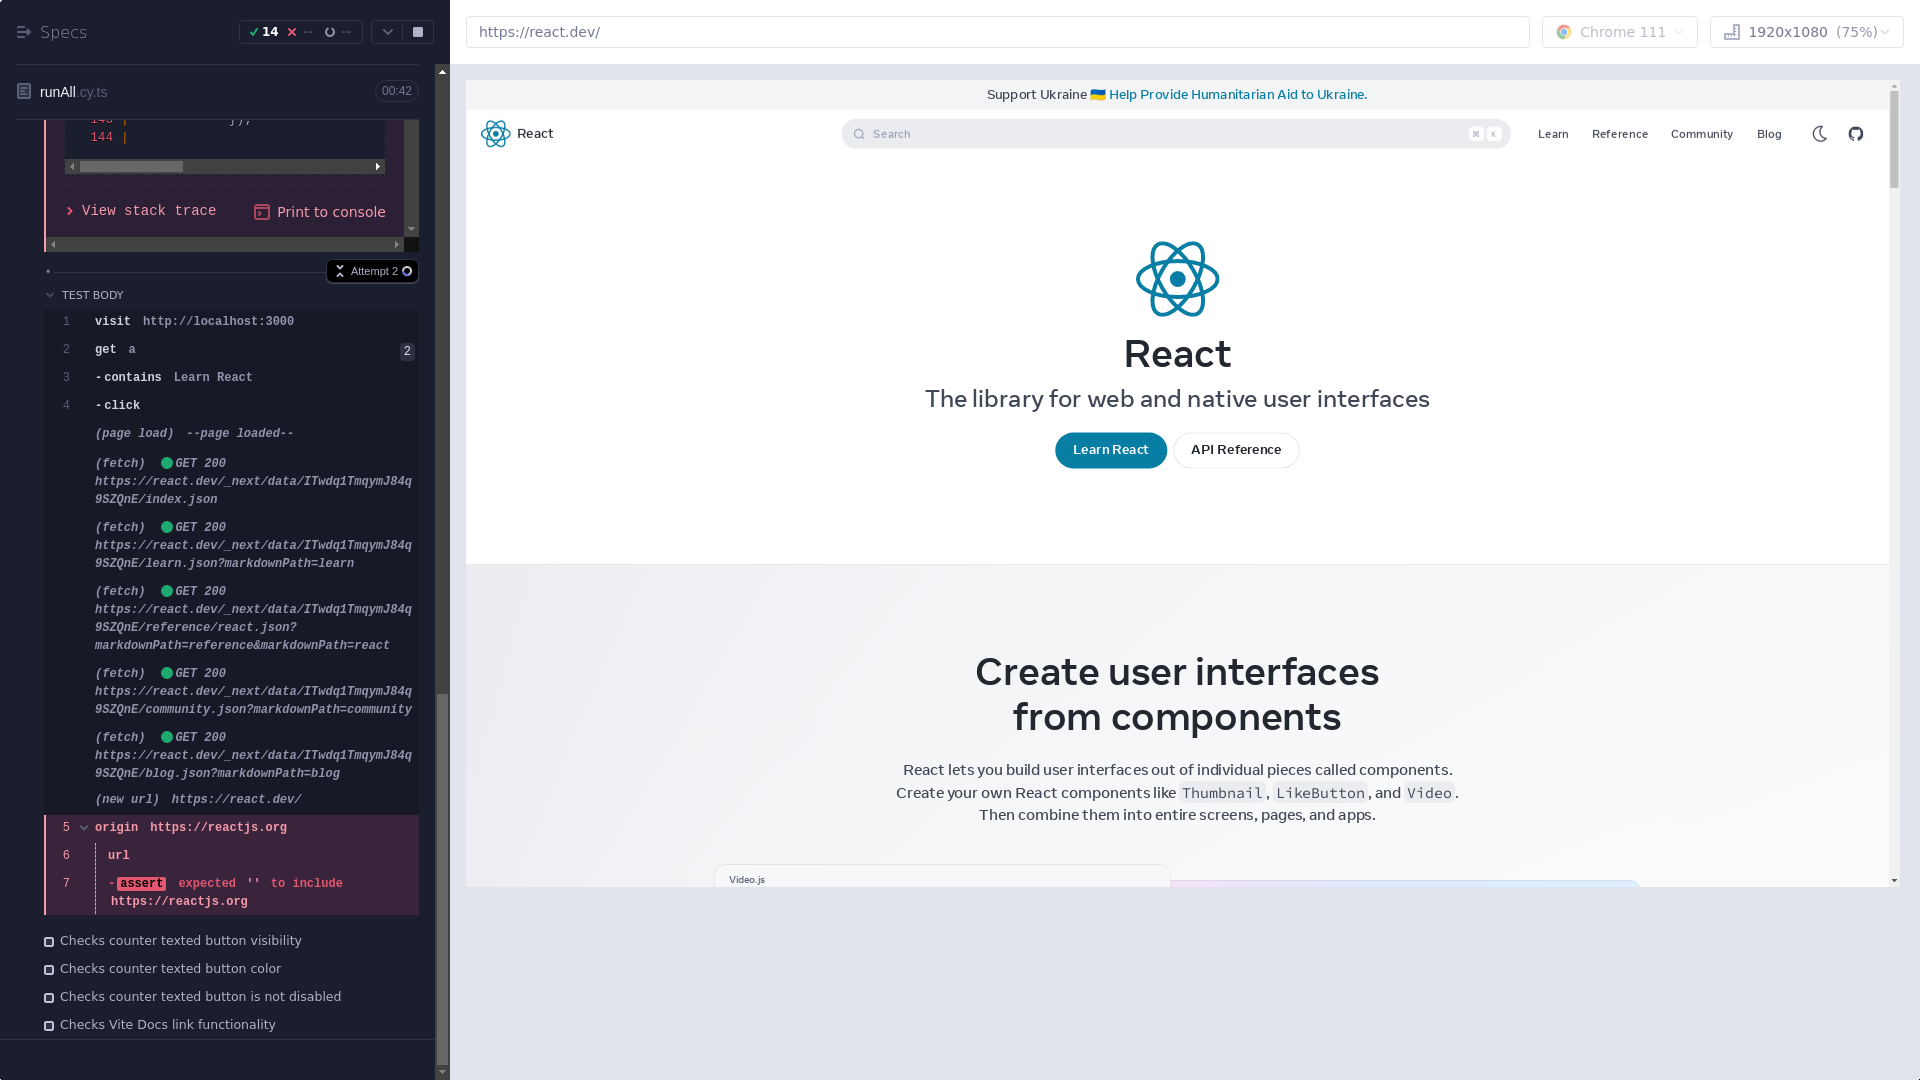 Specs
14
--
--
https://react.dev/
Chrome 111
1920x1080 (75%)
runAll.cy.ts
00:42
143 | });
144 |
View stack trace
Print to console
Attempt 2
TEST BODY
1 visit http://localhost:3000
2 get a 2
3 -contains Learn React
4 -click
(page load) --page loaded--
(fetch) GET 200
https://react.dev/_next/data/ITwdq1TmqymJ84q
9SZQnE/index.json
(fetch) GET 200
https://react.dev/_next/data/ITwdq1TmqymJ84q
9SZQnE/learn.json?markdownPath=learn
(fetch) GET 200
https://react.dev/_next/data/ITwdq1TmqymJ84q
9SZQnE/reference/react.json?
markdownPath=reference&markdownPath=react
(fetch) GET 200
https://react.dev/_next/data/ITwdq1TmqymJ84q
9SZQnE/community.json?markdownPath=community
(fetch) GET 200
https://react.dev/_next/data/ITwdq1TmqymJ84q
9SZQnE/blog.json?markdownPath=blog
(new url) https://react.dev/
5 origin https://reactjs.org
6 url
7 -assert expected '' to include
https://reactjs.org
Checks counter texted button visibility
Checks counter texted button color
Checks counter texted button is not disabled
Checks Vite Docs link functionality
Support Ukraine 🇺🇦 Help Provide Humanitarian Aid to Ukraine.
React
Search
⌘ K
Learn
Reference
Community
Blog
React
The library for web and native user interfaces
Learn React
API Reference
Create user interfaces
from components
React lets you build user interfaces out of individual pieces called components.
Create your own React components like Thumbnail, LikeButton, and Video.
Then combine them into entire screens, pages, and apps.
Video.js